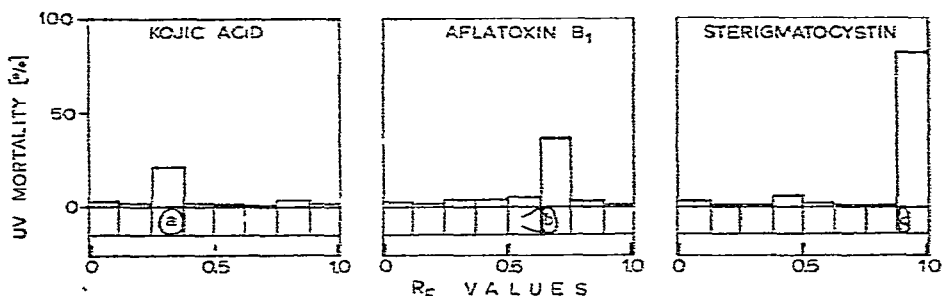 100
KOJIC ACID
AFLATOXIN B₁
STERIGMATOCYSTIN
UV MORTALITY [%]
50
0
a
b
0 0.5 1.0
0 0.5 1.0
0 0.5 1.0
RF VALUES